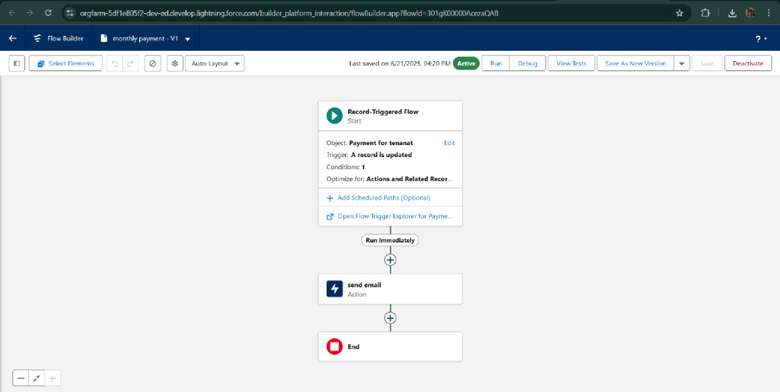 orgfarm-5df1e805f2-dev-ed.develop.lightning.force.com/builder_platform_interaction/flowBuilder.app?flowId=
Flow Builder monthly payment - V1 ?
Select Elements Auto-Layout Last saved on 6/21/2025, 04:20 PM Active Run Debug View Tests Save As New Version Save Deactivate
Record-Triggered Flow
Start
Object: Payment for tenanat Edit
Trigger: A record is updated
Conditions: 1
Optimize for: Actions and Related Recor...
Add Scheduled Paths (Optional)
Open Flow Trigger Explorer for Payme...
Run Immediately
send email
Action
End